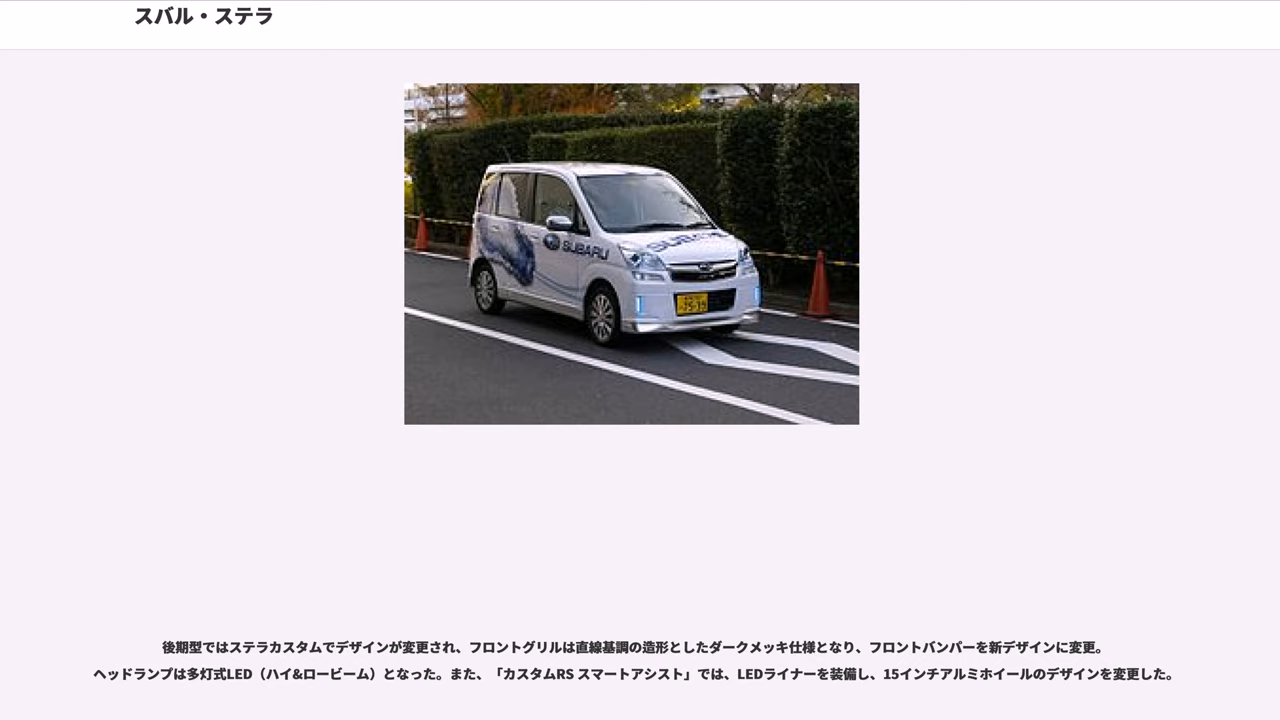 スバル・ステラ
SUBARU
SUBARU
後期型ではステラカスタムでデザインが変更され、フロントグリルは直線基調の造形としたダークメッキ仕様となり、フロントバンパーを新デザインに変更。
ヘッドランプは多灯式LED（ハイ&ロービーム）となった。また、「カスタムRS スマートアシスト」では、LEDライナーを装備し、15インチアルミホイールのデザインを変更した。